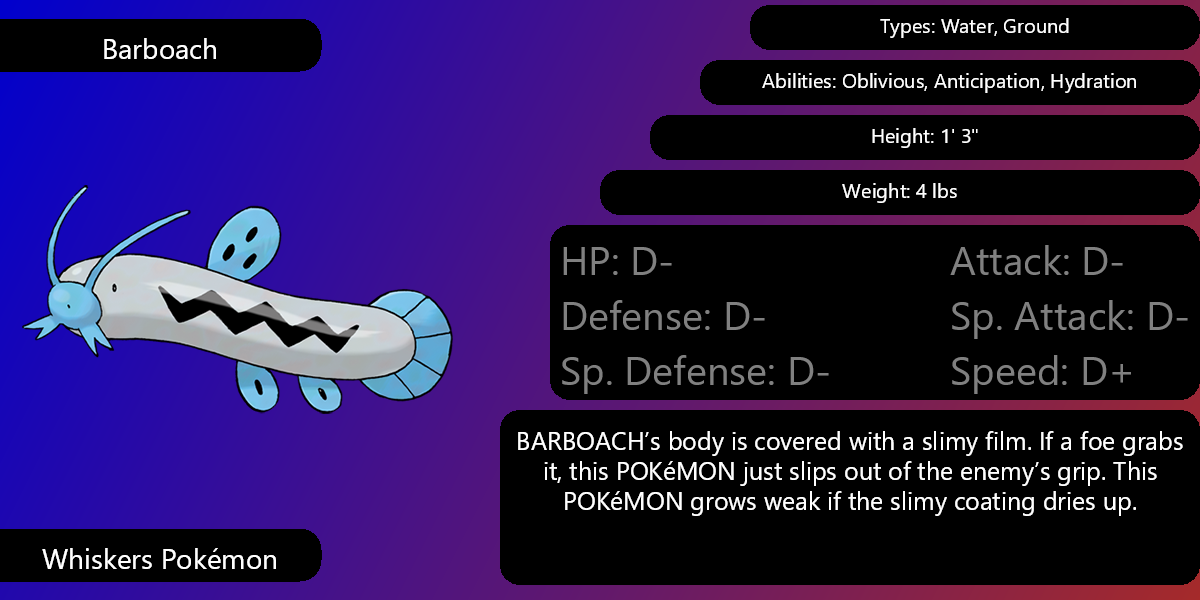 Barboach
Types: Water, Ground
Abilities: Oblivious, Anticipation, Hydration
Height: 1' 3"
Weight: 4 lbs
HP: D-
Attack: D-
Defense: D-
Sp. Attack: D-
Sp. Defense: D-
Speed: D+
BARBOACH’s body is covered with a slimy film. If a foe grabs
it, this POKéMON just slips out of the enemy’s grip. This
POKéMON grows weak if the slimy coating dries up.
Whiskers Pokémon